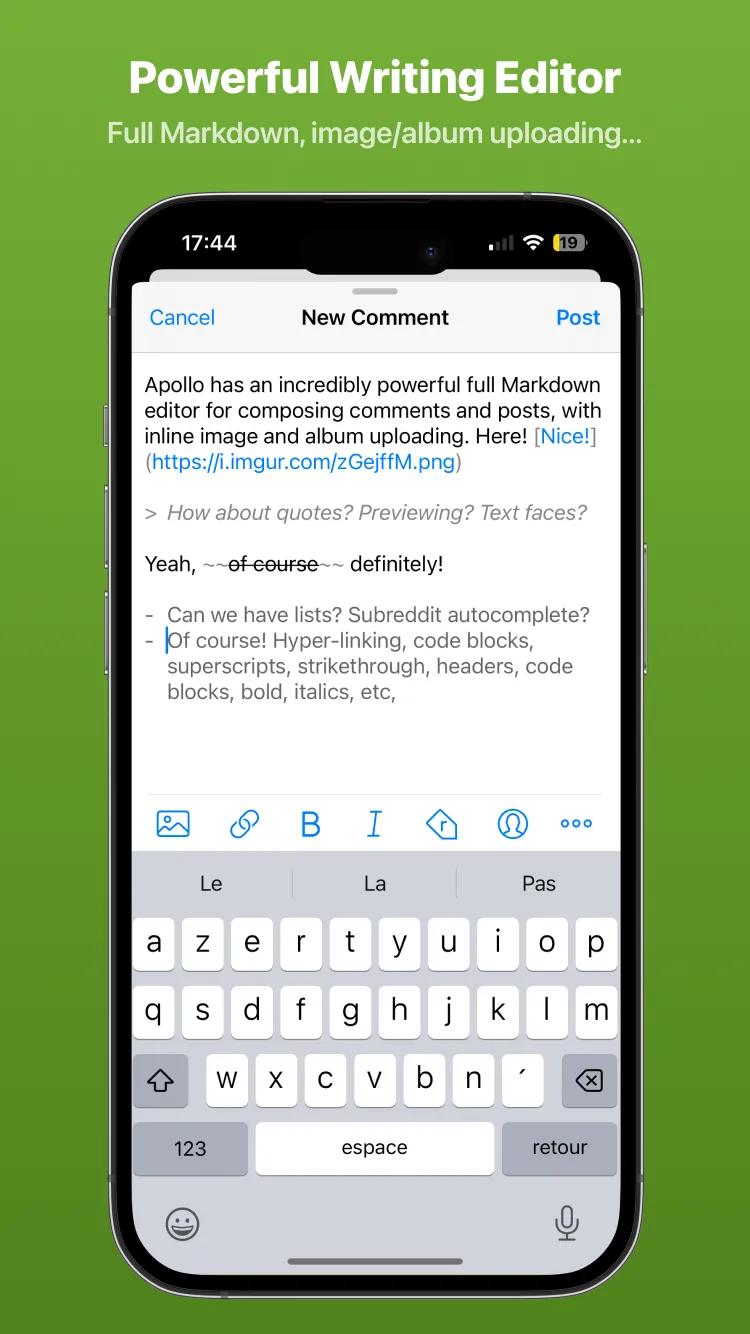 Powerful Writing Editor
Full Markdown, image/album uploading...
17:44
19
Cancel
New Comment
Post
Apollo has an incredibly powerful full Markdown
editor for composing comments and posts, with
inline image and album uploading. Here! [Nice!]
(https://i.imgur.com/zGejffM.png)
> How about quotes? Previewing? Text faces?
Yeah, ~~of course~~ definitely!
- Can we have lists? Subreddit autocomplete?
- Of course! Hyper-linking, code blocks,
superscripts, strikethrough, headers, code
blocks, bold, italics, etc,
B I r
Le La Pas
a z e r t y u i o p
q s d f g h j k l m
w x c v b n ´
123 espace retour